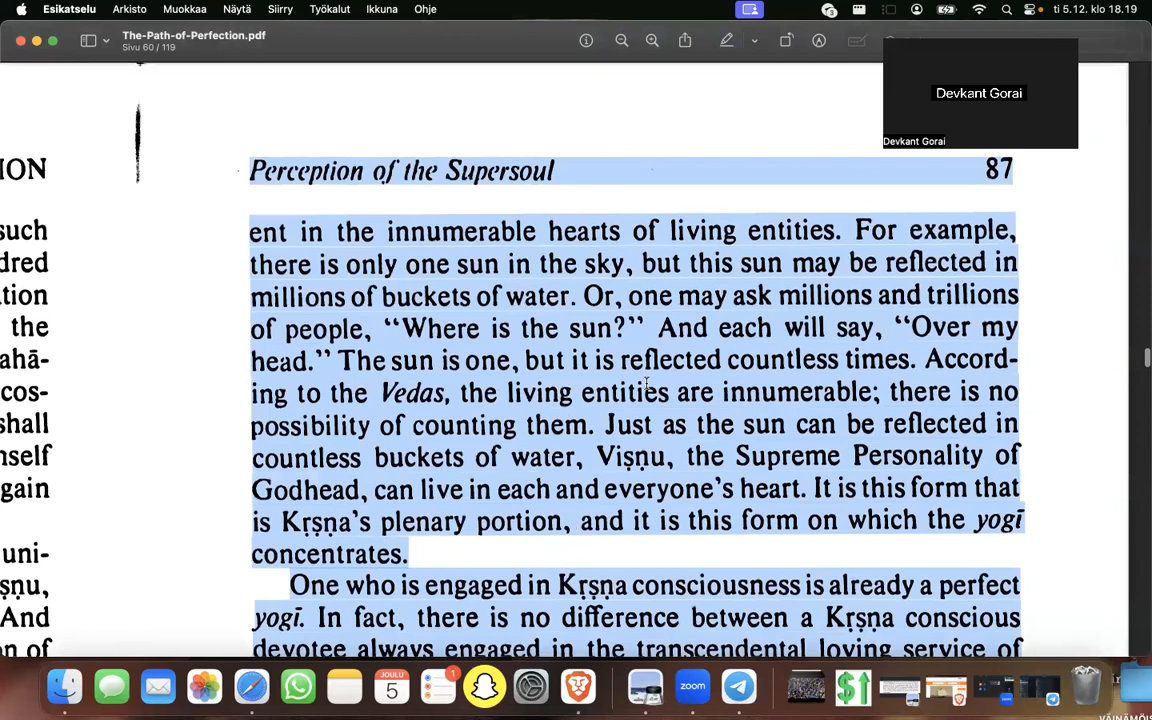 Esikatselu Arkisto Muokkaa Näytä Siirry Työkalut Ikkuna Ohje ti 5.12. klo 18.19
The-Path-of-Perfection.pdf
Sivu 60 / 119
Devkant Gorai
Devkant Gorai
ION
such
dred
tion
the
ahā-
cos-
shall
nself
gain
uni-
ṣṇu,
And
on of
Perception of the Supersoul 87
ent in the innumerable hearts of living entities. For example,
there is only one sun in the sky, but this sun may be reflected in
millions of buckets of water. Or, one may ask millions and trillions
of people, “Where is the sun?” And each will say, “Over my
head.” The sun is one, but it is reflected countless times. Accord-
ing to the Vedas, the living entities are innumerable; there is no
possibility of counting them. Just as the sun can be reflected in
countless buckets of water, Viṣṇu, the Supreme Personality of
Godhead, can live in each and everyone’s heart. It is this form that
is Kṛṣṇa’s plenary portion, and it is this form on which the yogī
concentrates.
One who is engaged in Kṛṣṇa consciousness is already a perfect
yogī. In fact, there is no difference between a Kṛṣṇa conscious
devotee always engaged in the transcendental loving service of
JOULU
5
1
zoom